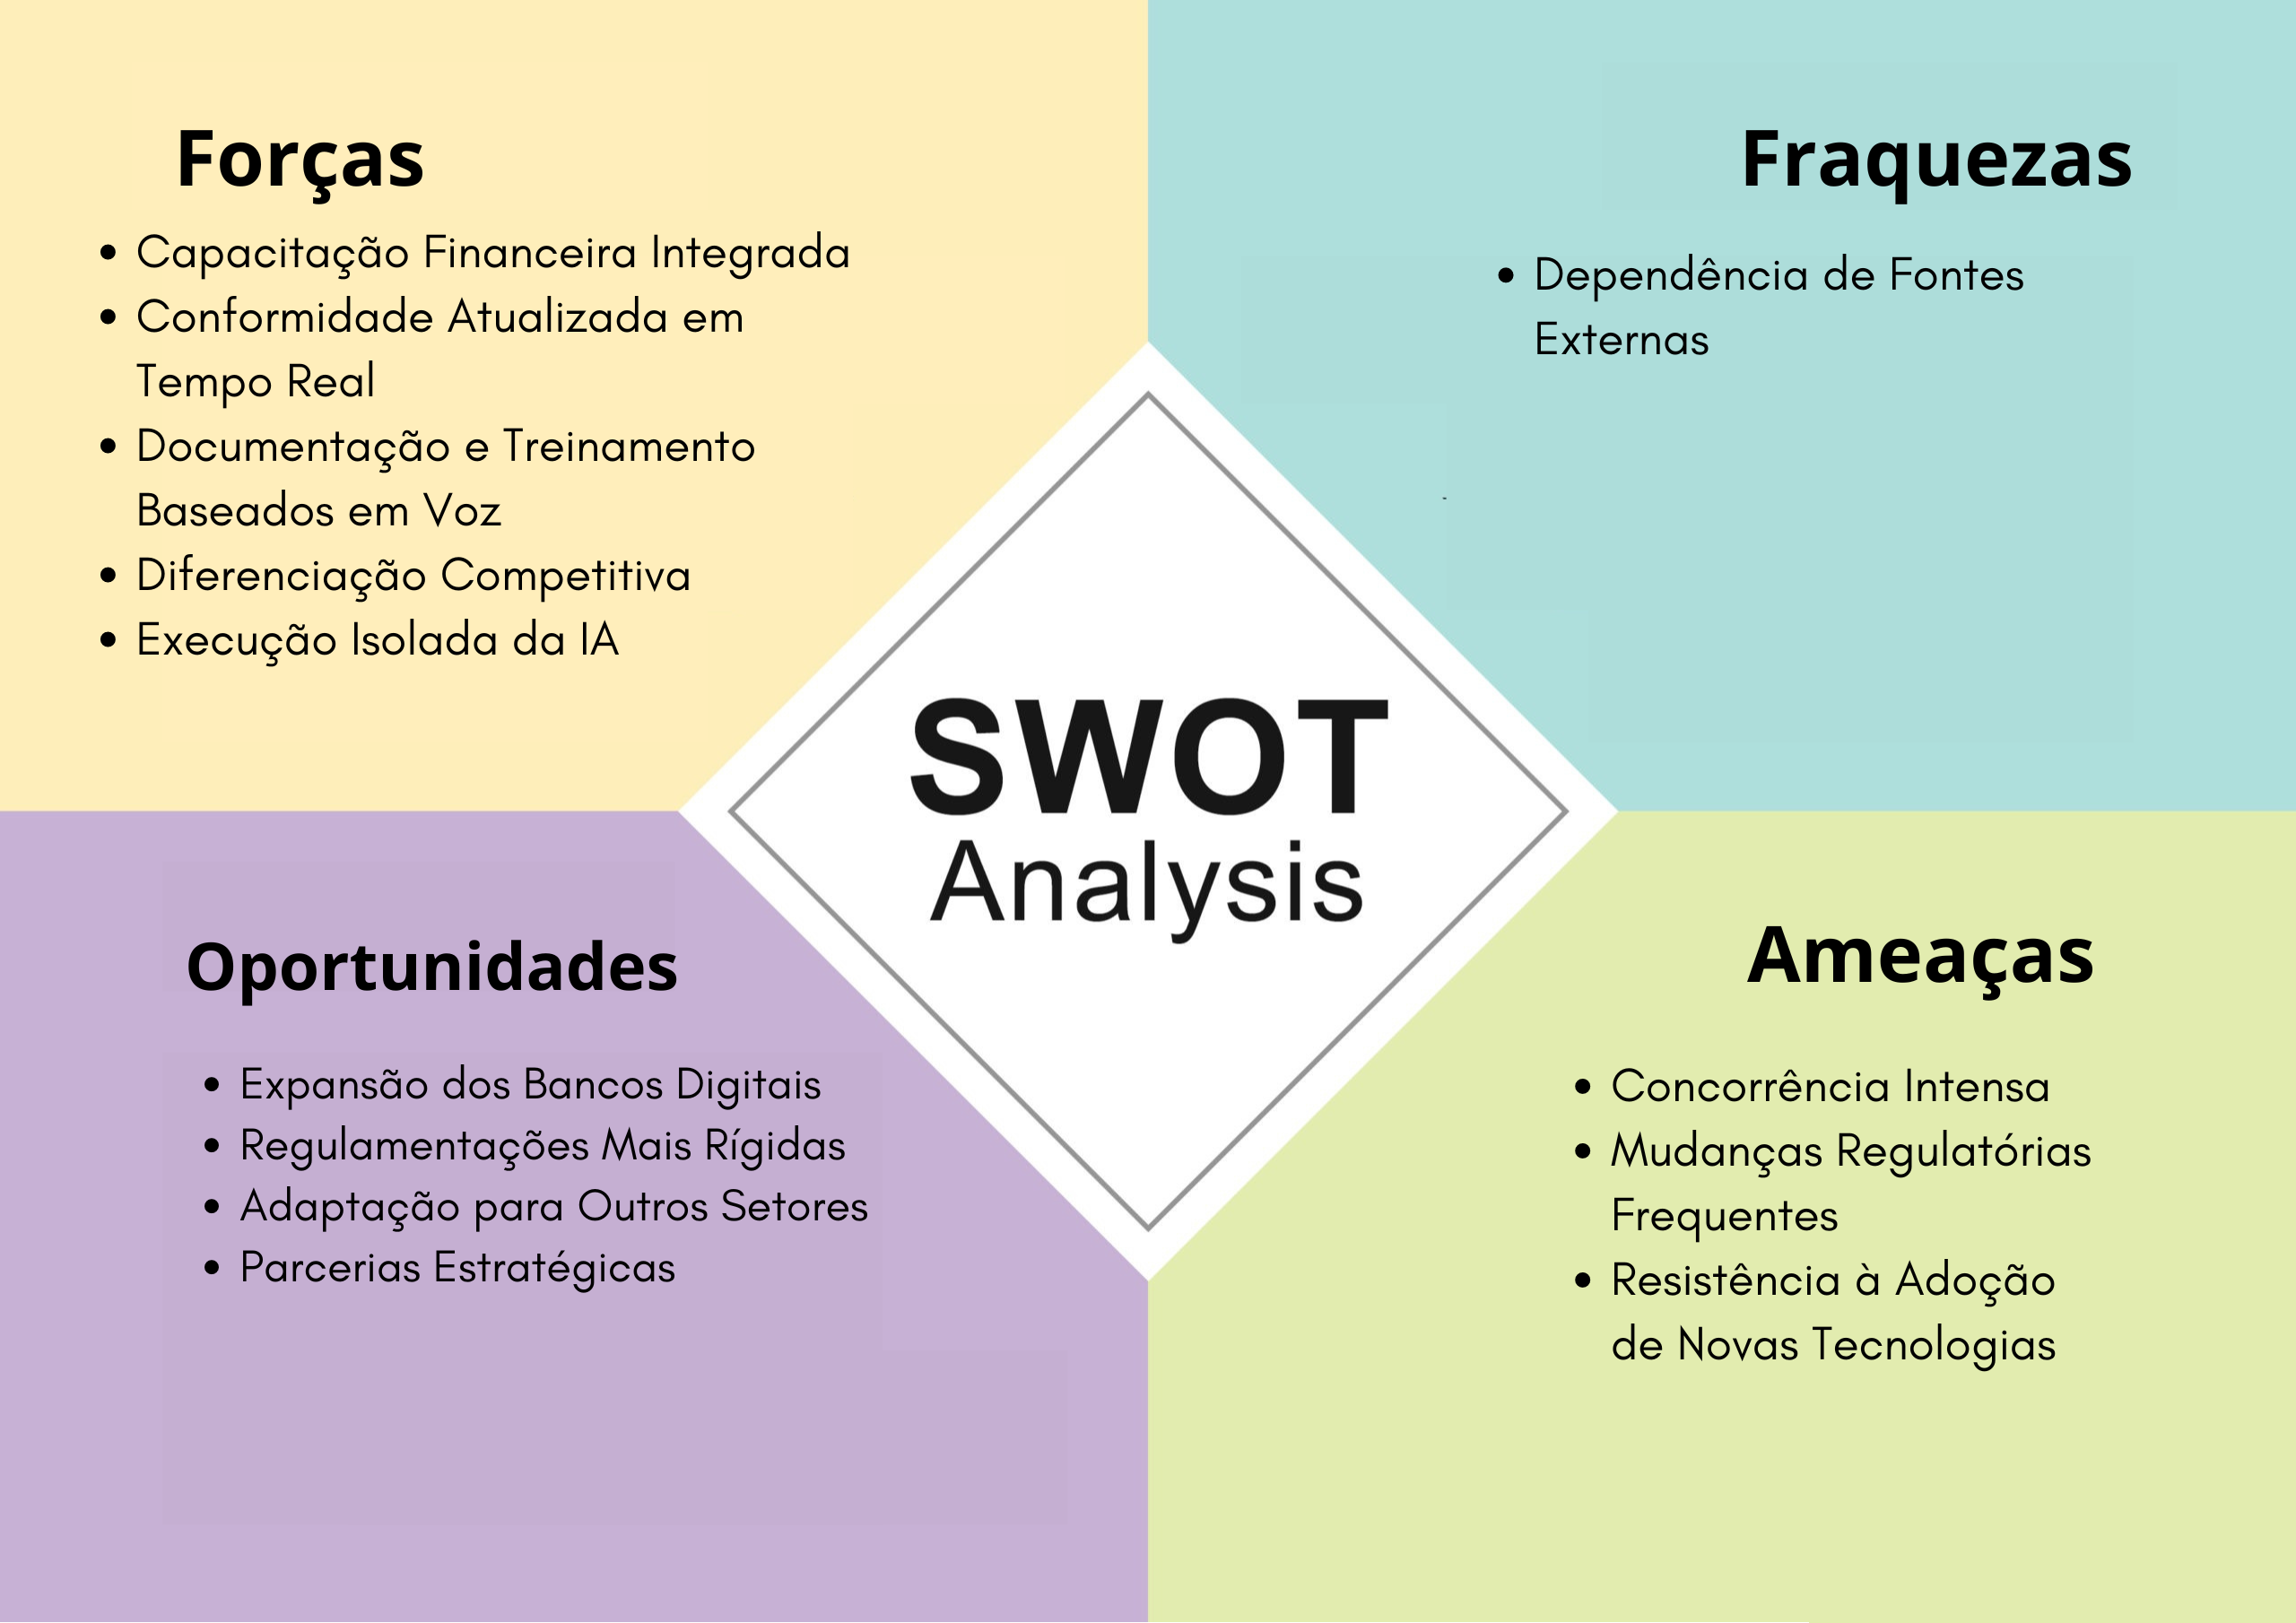 Forças
• Capacitação Financeira Integrada
• Conformidade Atualizada em
Tempo Real
• Documentação e Treinamento
Baseados em Voz
• Diferenciação Competitiva
• Execução Isolada da IA
Fraquezas
• Dependência de Fontes
Externas
-
SWOT
Analysis
Oportunidades
• Expansão dos Bancos Digitais
• Regulamentações Mais Rígidas
• Adaptação para Outros Setores
• Parcerias Estratégicas
Ameaças
• Concorrência Intensa
• Mudanças Regulatórias
Frequentes
• Resistência à Adoção
de Novas Tecnologias